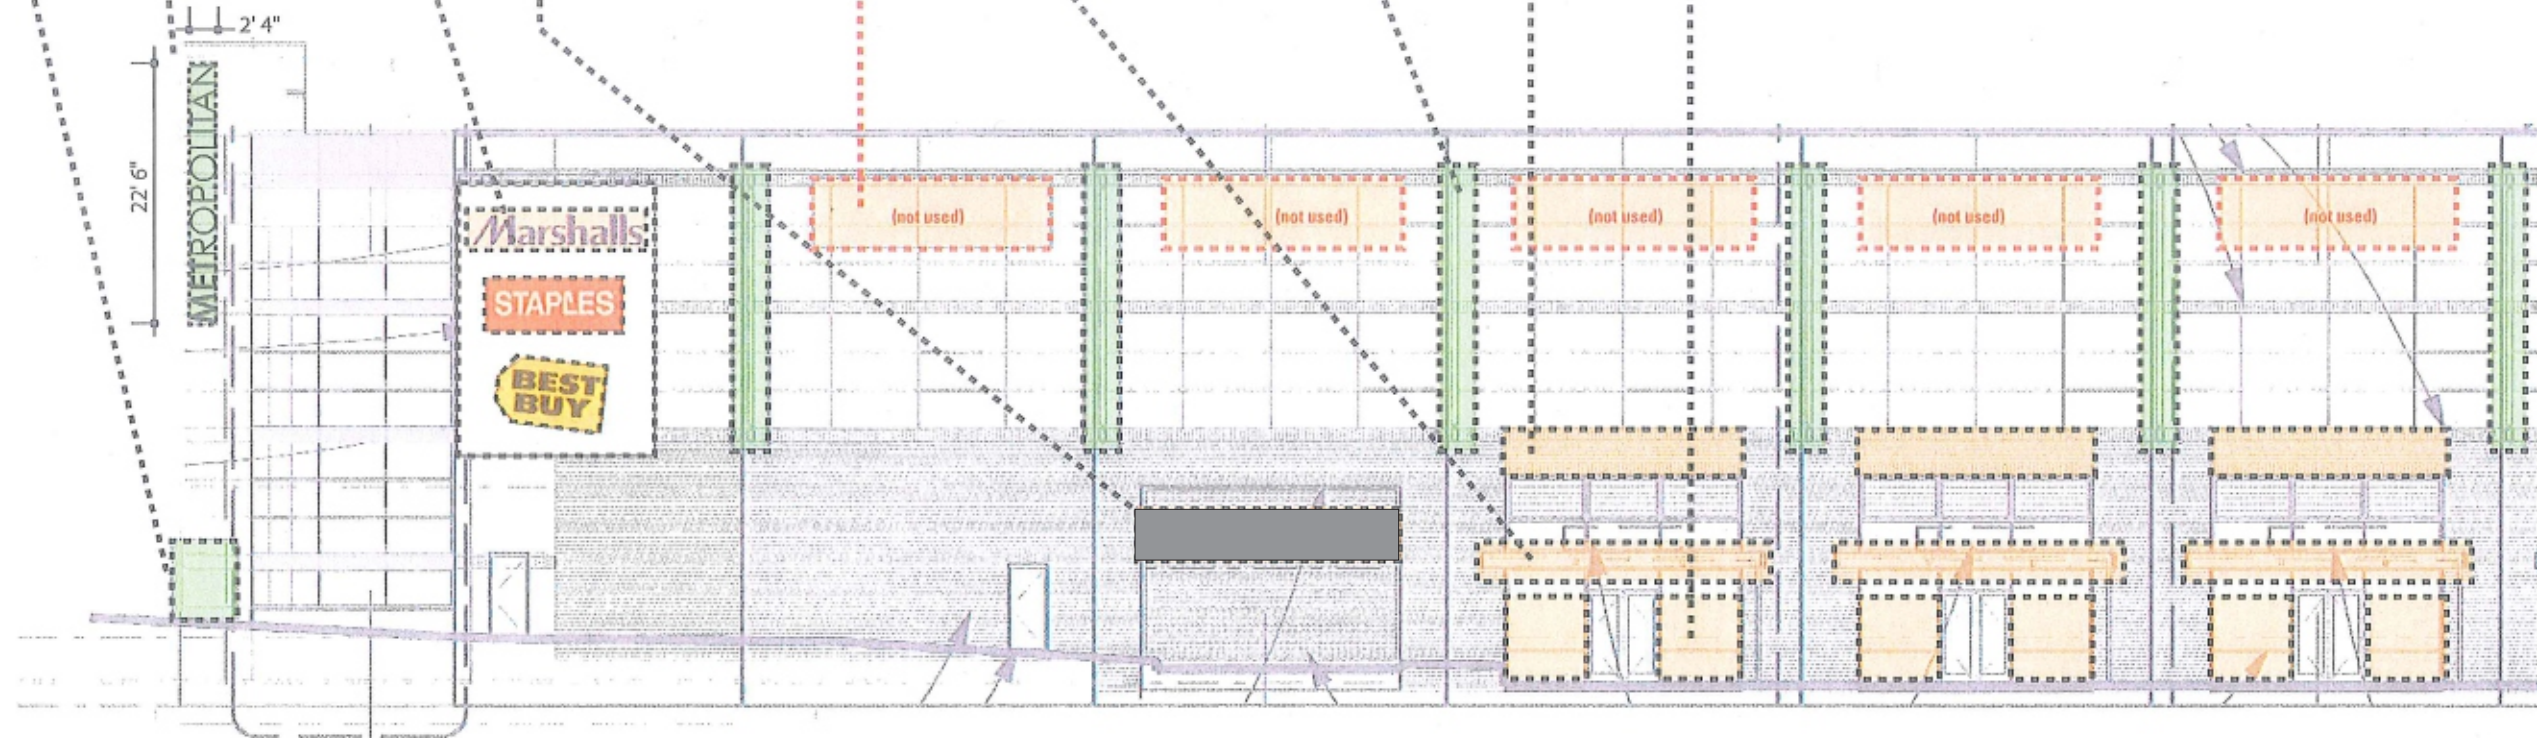 2' 4"
METROPOLITAN
22' 6"
Marshalls
STAPLES
BEST
BUY
(not used)
(not used)
(not used)
(not used)
(not used)